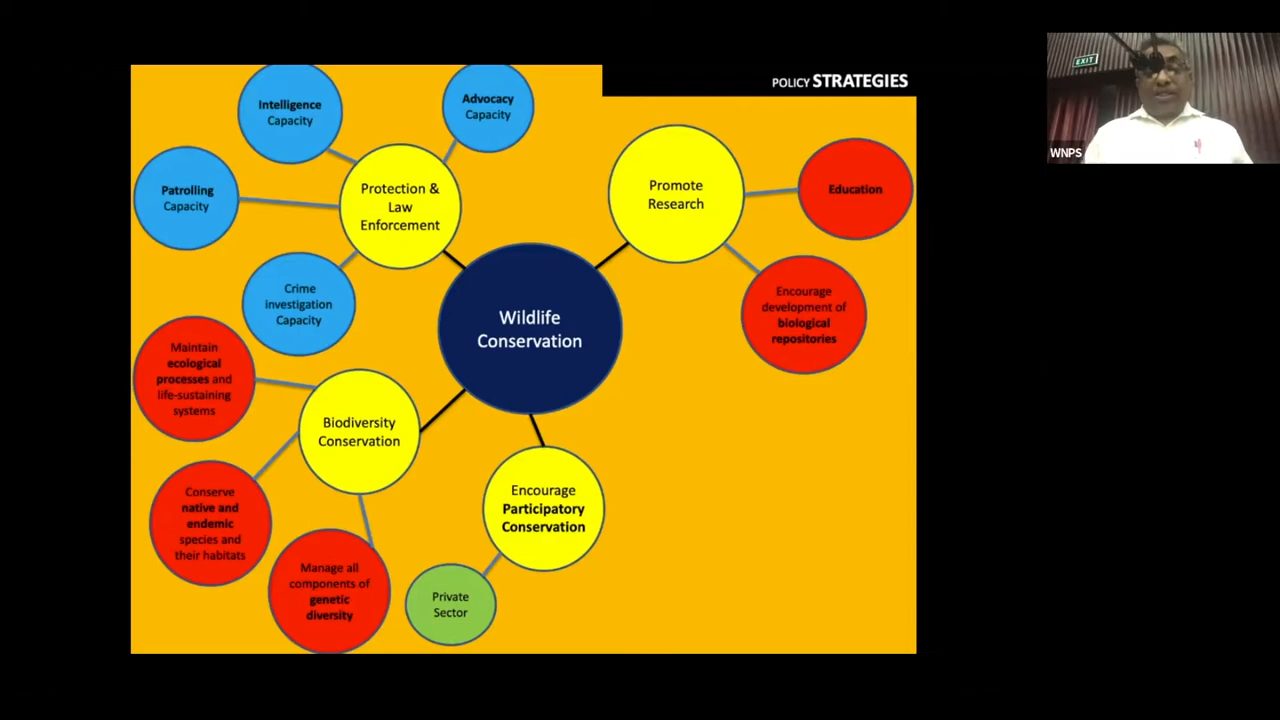 POLICY STRATEGIES
EXIT
WNPS
Intelligence
Capacity
Advocacy
Capacity
Patrolling
Capacity
Protection &
Law
Enforcement
Crime
investigation
Capacity
Promote
Research
Education
Encourage
development of
biological
repositories
Wildlife
Conservation
Maintain
ecological
processes and
life-sustaining
systems
Biodiversity
Conservation
Conserve
native and
endemic
species and
their habitats
Manage all
components of
genetic
diversity
Encourage
Participatory
Conservation
Private
Sector